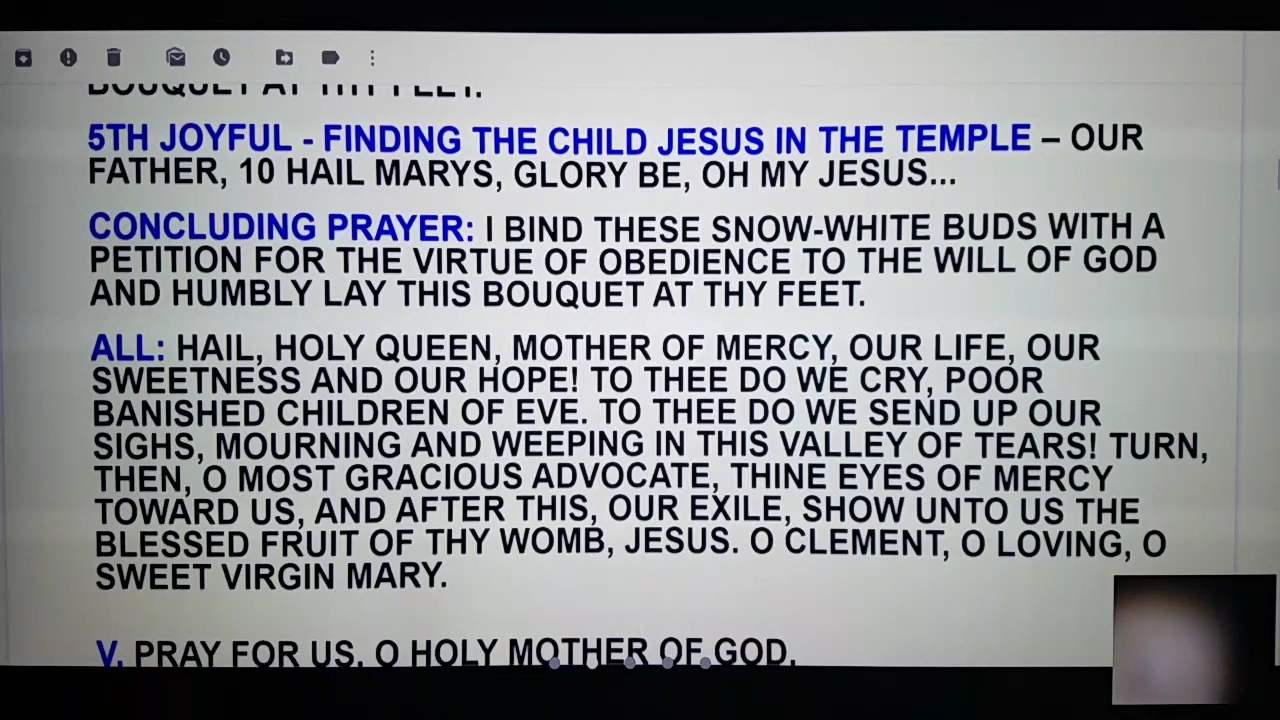 BOUQUET AT THY FEET.
5TH JOYFUL - FINDING THE CHILD JESUS IN THE TEMPLE – OUR
FATHER, 10 HAIL MARYS, GLORY BE, OH MY JESUS...
CONCLUDING PRAYER: I BIND THESE SNOW-WHITE BUDS WITH A
PETITION FOR THE VIRTUE OF OBEDIENCE TO THE WILL OF GOD
AND HUMBLY LAY THIS BOUQUET AT THY FEET.
ALL: HAIL, HOLY QUEEN, MOTHER OF MERCY, OUR LIFE, OUR
SWEETNESS AND OUR HOPE! TO THEE DO WE CRY, POOR
BANISHED CHILDREN OF EVE. TO THEE DO WE SEND UP OUR
SIGHS, MOURNING AND WEEPING IN THIS VALLEY OF TEARS! TURN,
THEN, O MOST GRACIOUS ADVOCATE, THINE EYES OF MERCY
TOWARD US, AND AFTER THIS, OUR EXILE, SHOW UNTO US THE
BLESSED FRUIT OF THY WOMB, JESUS. O CLEMENT, O LOVING, O
SWEET VIRGIN MARY.
V. PRAY FOR US, O HOLY MOTHER OF GOD.